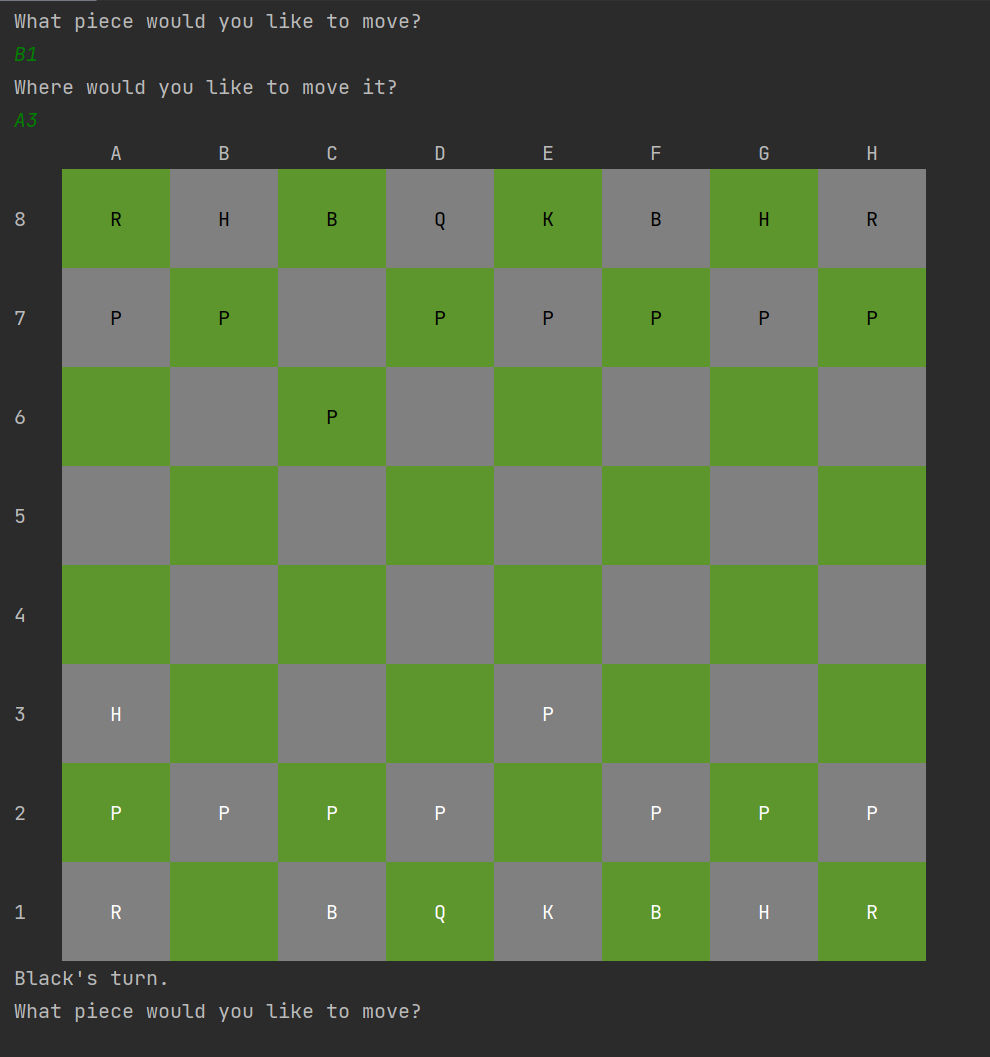 What piece would you like to move?
B1
Where would you like to move it?
A3
A B C D E F G H
8 R H B Q K B H R
7 P P P P P P P
6 P
5
4
3 H P
2 P P P P P P P
1 R B Q K B H R
Black's turn.
What piece would you like to move?